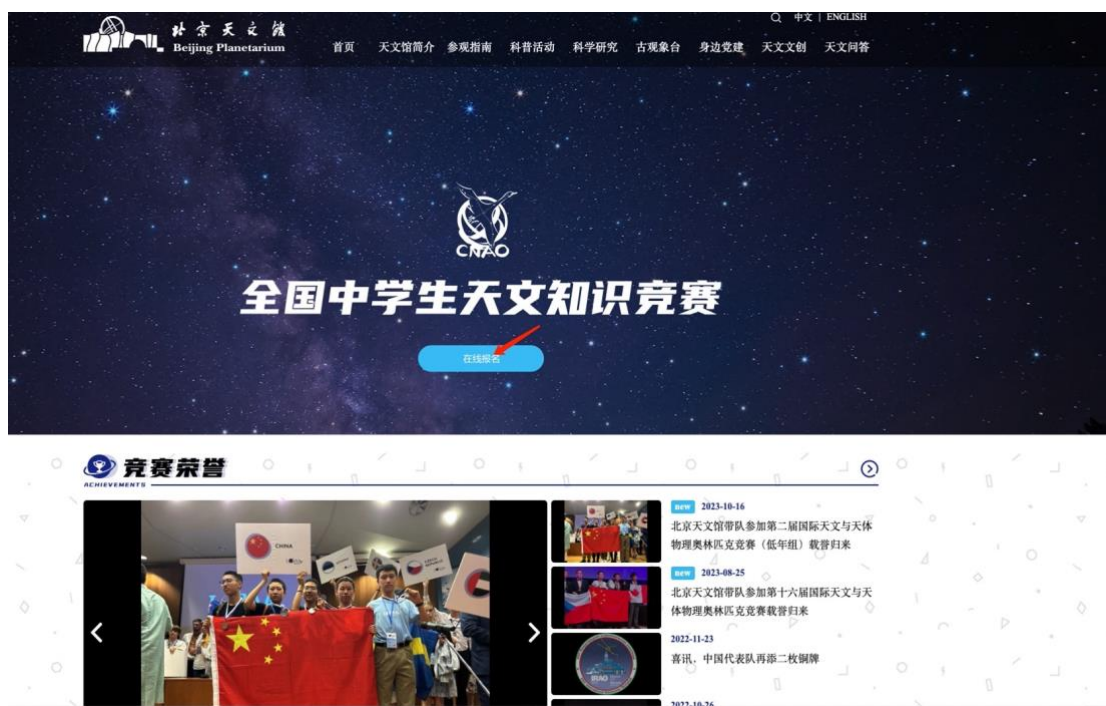 中文 | ENGLISH
北京天文馆
Beijing Planetarium
首页 天文馆简介 参观指南 科普活动 科学研究 古观象台 身边党建 天文文创 天文问答
CNAO
全国中学生天文知识竞赛
在线报名
竞赛荣誉
ACHIEVEMENTS
CHINA
new 2023-10-16
北京天文馆带队参加第二届国际天文与天体
物理奥林匹克竞赛（低年组）载誉归来
new 2023-08-25
北京天文馆带队参加第十六届国际天文与天
体物理奥林匹克竞赛载誉归来
2022-11-23
喜讯，中国代表队再添二枚铜牌
2022-10-26